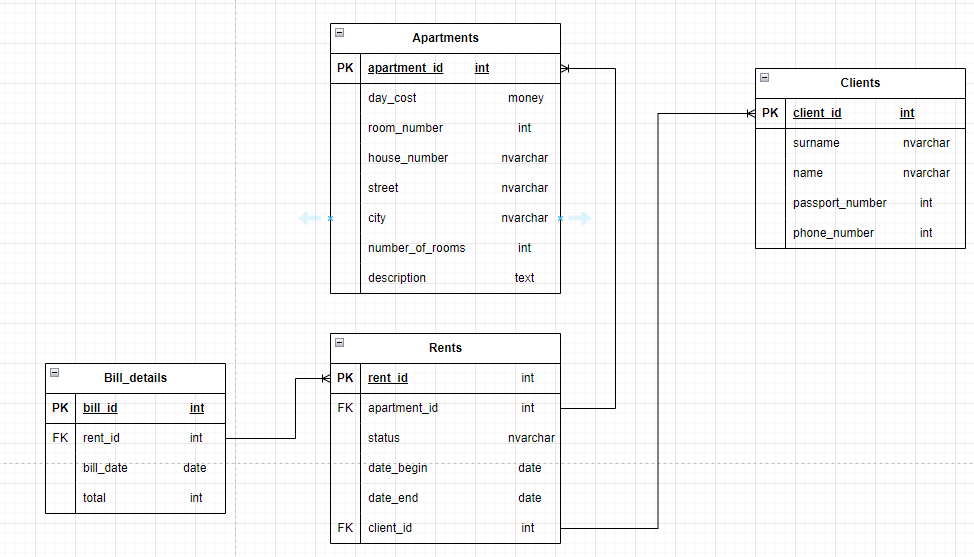 Apartments
PK apartment_id int
day_cost money
room_number int
house_number nvarchar
street nvarchar
city nvarchar
number_of_rooms int
description text
Clients
PK client_id int
surname nvarchar
name nvarchar
passport_number int
phone_number int
Rents
PK rent_id int
FK apartment_id int
status nvarchar
date_begin date
date_end date
FK client_id int
Bill_details
PK bill_id int
FK rent_id int
bill_date date
total int